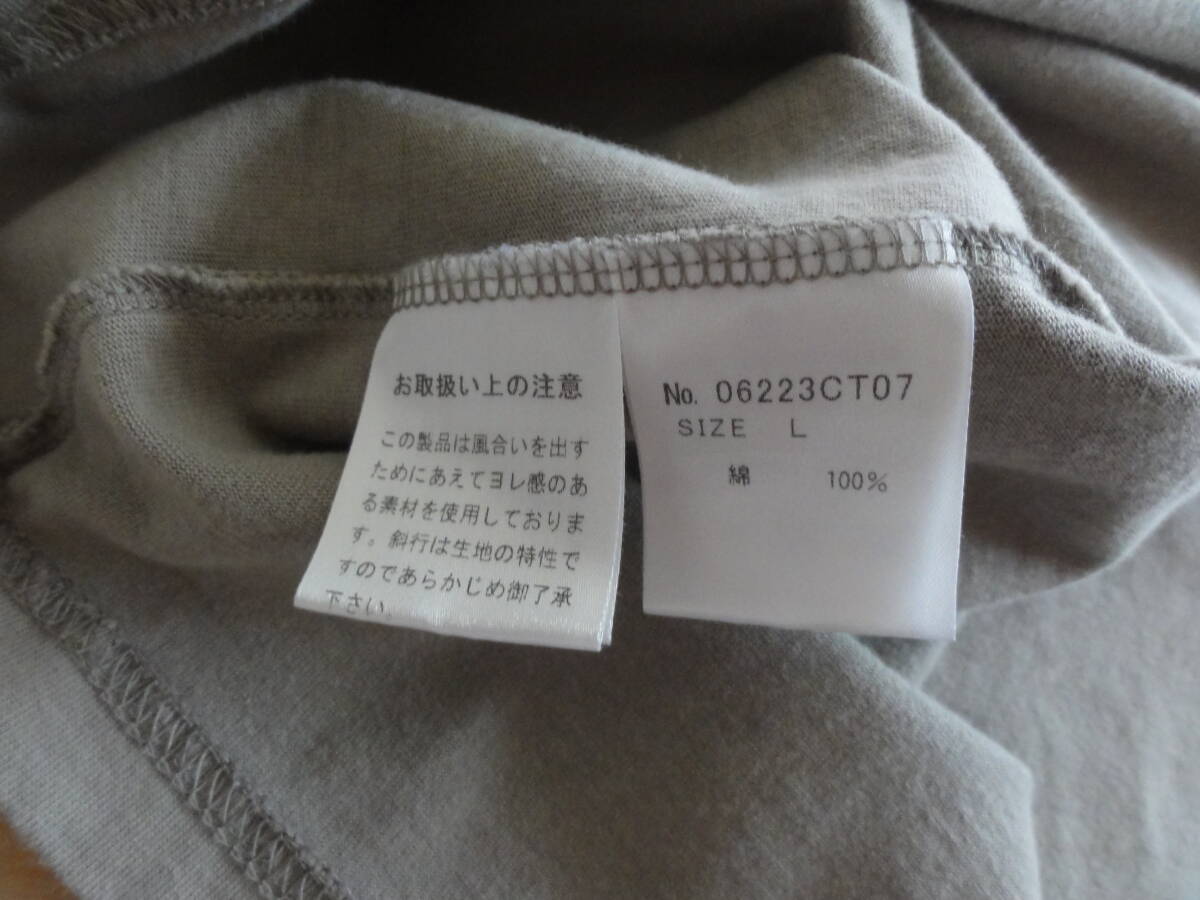 お取扱い上の注意
この製品は風合いを出す
ためにあえてヨレ感のあ
る素材を使用しておりま
す。斜行は生地の特性で
すのであらかじめ御了承
下さい。
No. 06223CT07
SIZE L
綿 100%